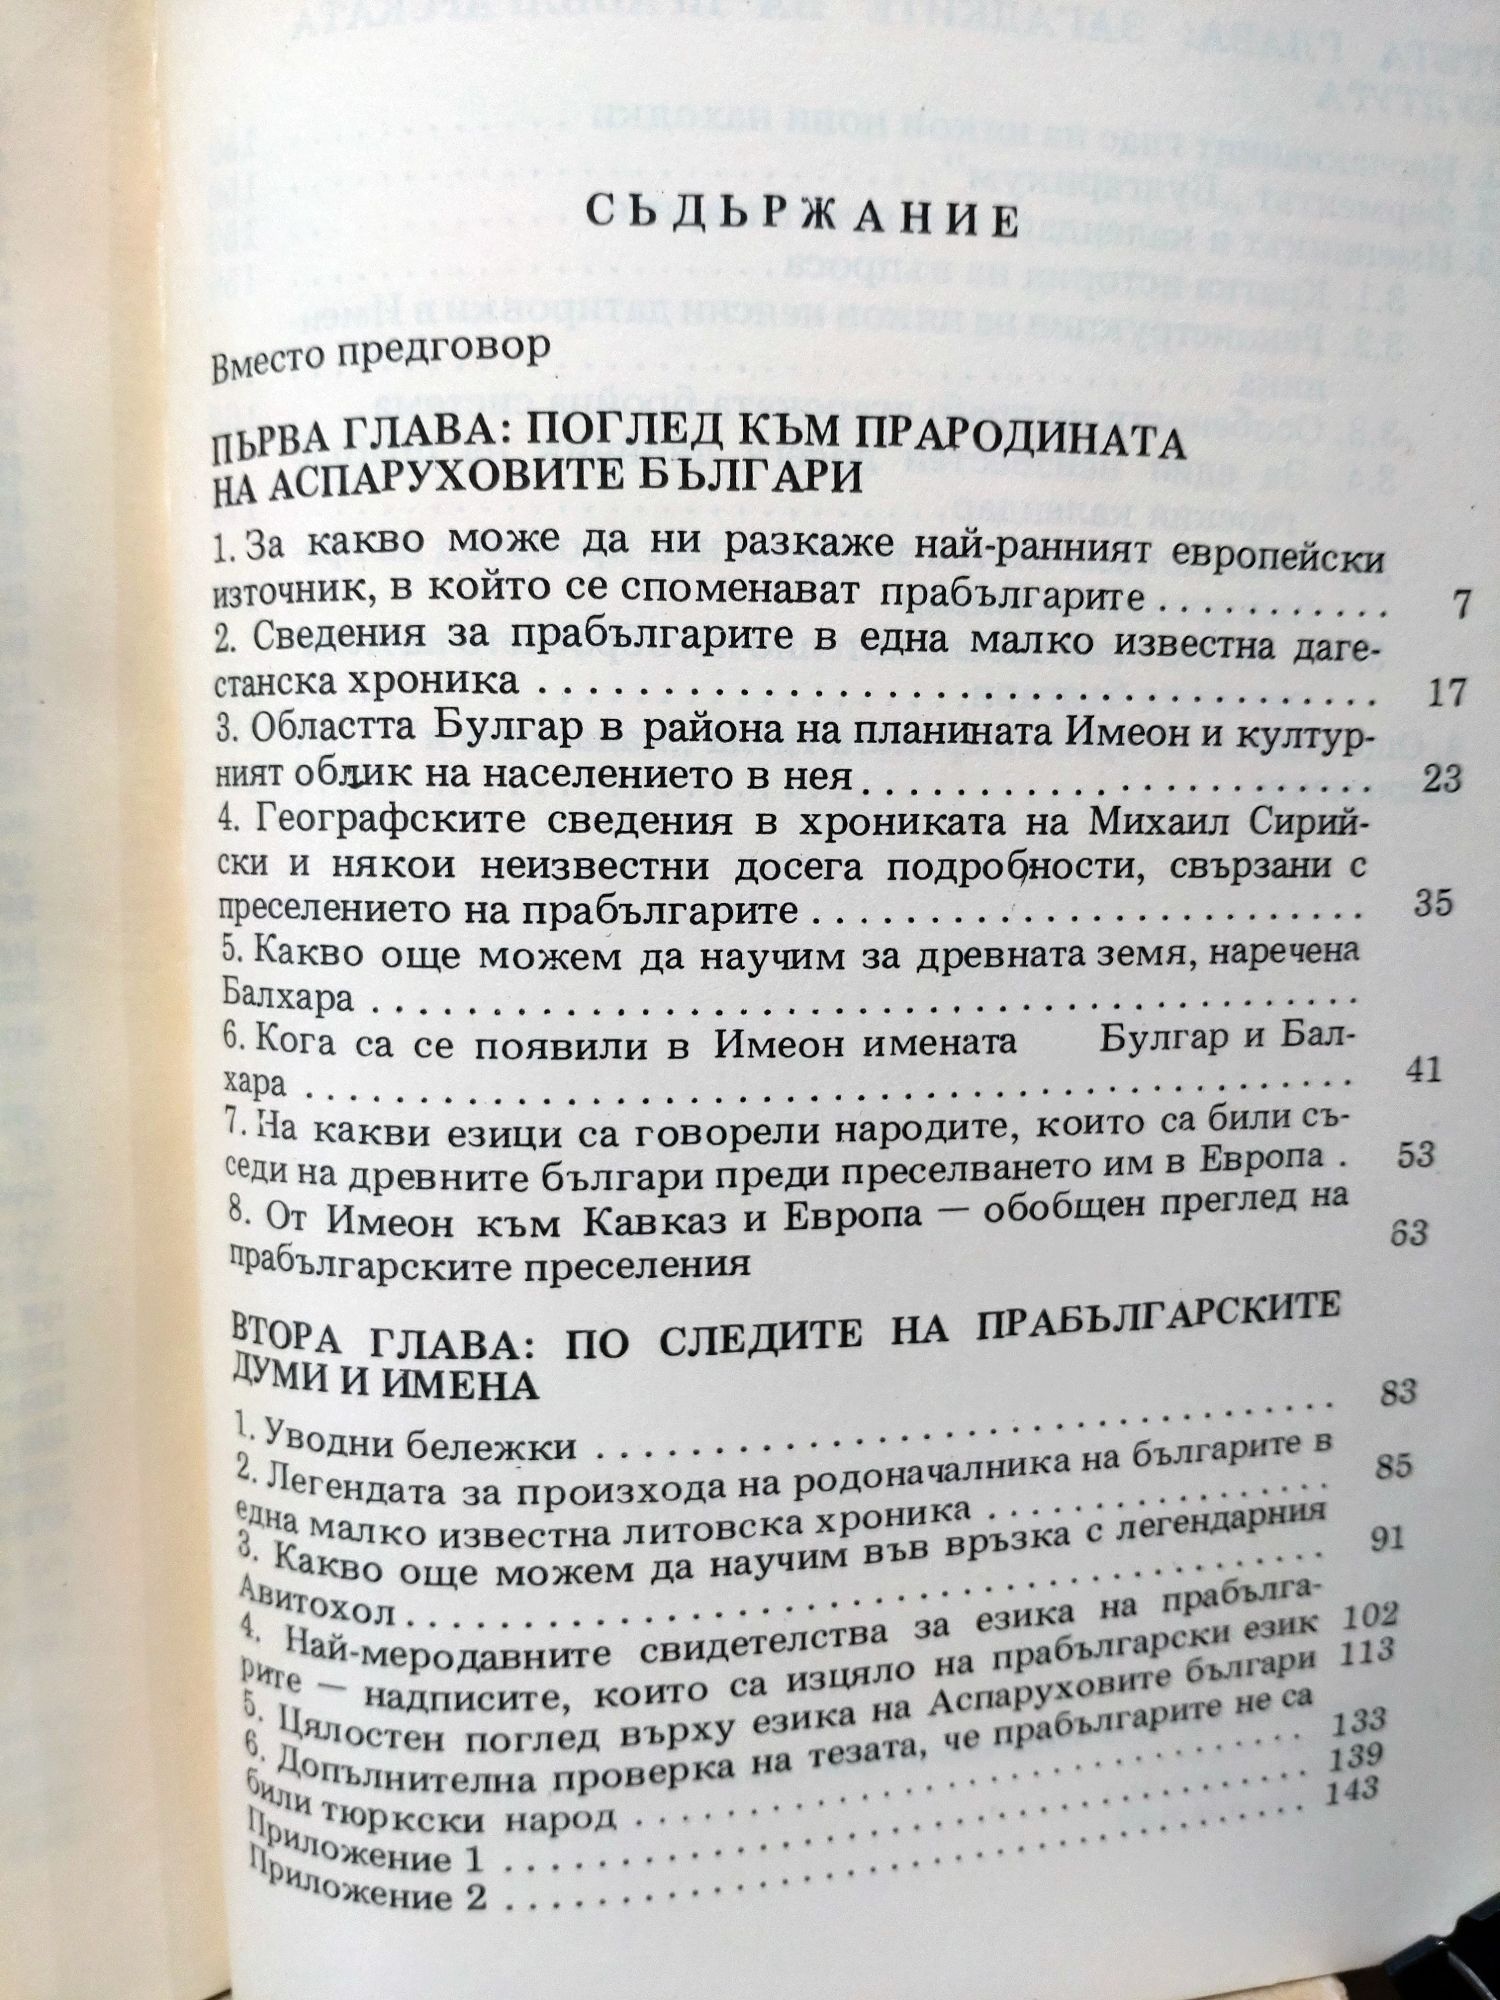 СЪДЪРЖАНИЕ
Вместо предговор
ПЪРВА ГЛАВА: ПОГЛЕД КЪМ ПРАРОДИНАТА
НА АСПАРУХОВИТЕ БЪЛГАРИ
1. За какво може да ни разкаже най-ранният европейски
източник, в който се споменават прабългарите . . . . . . . . . . . 7
2. Сведения за прабългарите в една малко известна даге-
станска хроника . . . . . . . . . . . . . . . . . . . . . . . . . . . . . . . 17
3. Областта Булгар в района на планината Имеон и култур-
ният облик на населението в нея . . . . . . . . . . . . . . . . . . . 23
4. Географските сведения в хрониката на Михаил Сирий-
ски и някои неизвестни досега подробности, свързани с
преселението на прабългарите . . . . . . . . . . . . . . . . . . . . . 35
5. Какво още можем да научим за древната земя, наречена
Балхара . . . . . . . . . . . . . . . . . . . . . . . . . . . . . . . . . . . .
6. Кога са се появили в Имеон имената Булгар и Бал-
хара . . . . . . . . . . . . . . . . . . . . . . . . . . . . . . . . . . . . . . . 41
7. На какви езици са говорели народите, които са били съ-
седи на древните българи преди преселването им в Европа . 53
8. От Имеон към Кавказ и Европа — обобщен преглед на
прабългарските преселения 63
ВТОРА ГЛАВА: ПО СЛЕДИТЕ НА ПРАБЪЛГАРСКИТЕ
ДУМИ И ИМЕНА
1. Уводни бележки . . . . . . . . . . . . . . . . . . . . . . . . . . . . . 83
2. Легендата за произхода на родоначалника на българите в
една малко известна литовска хроника . . . . . . . . . . . . . . . 85
3. Какво още можем да научим във връзка с легендарния
Авитохол . . . . . . . . . . . . . . . . . . . . . . . . . . . . . . . . . . . . 91
4. Най-меродавните свидетелства за езика на прабълга-
рите — надписите, които са изцяло на прабългарски език 102
5. Цялостен поглед върху езика на Аспаруховите българи 113
6. Допълнителна проверка на тезата, че прабългарите не са
били тюркски народ . . . . . . . . . . . . . . . . . . . . . . . . . . . . 133
Приложение 1 . . . . . . . . . . . . . . . . . . . . . . . . . . . . . . . . 139
Приложение 2 . . . . . . . . . . . . . . . . . . . . . . . . . . . . . . . . 143